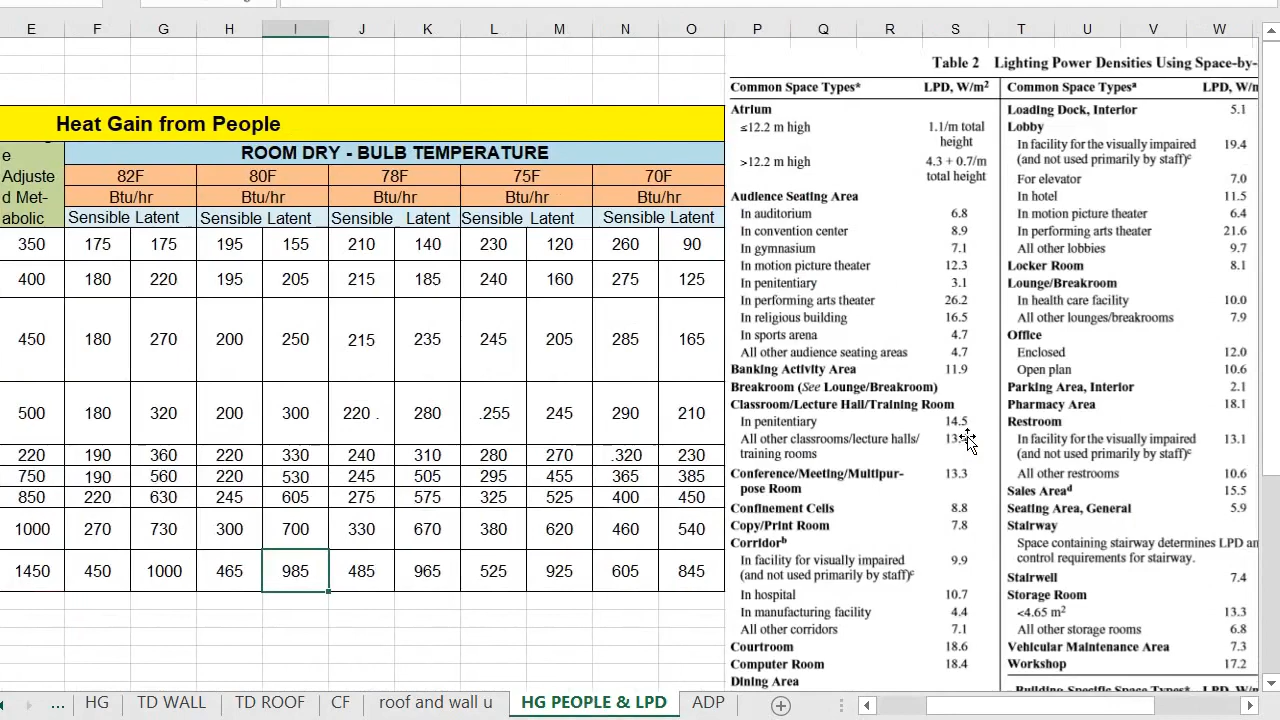 E F G H I J K L M N O P Q R S T U V W
Heat Gain from People
e
Adjuste
d Met-
abolic
ROOM DRY - BULB TEMPERATURE
82F 80F 78F 75F 70F
Btu/hr Btu/hr Btu/hr Btu/hr Btu/hr
Sensible Latent Sensible Latent Sensible Latent Sensible Latent Sensible Latent
350 175 175 195 155 210 140 230 120 260 90
400 180 220 195 205 215 185 240 160 275 125
450 180 270 200 250 215 235 245 205 285 165
500 180 320 200 300 220 . 280 .255 245 290 210
220 190 360 220 330 240 310 280 270 .320 230
750 190 560 220 530 245 505 295 455 365 385
850 220 630 245 605 275 575 325 525 400 450
1000 270 730 300 700 330 670 380 620 460 540
1450 450 1000 465 985 485 965 525 925 605 845
Table 2 Lighting Power Densities Using Space-by-
Common Space Types* LPD, W/m²
Atrium
≤12.2 m high 1.1/m total
height
>12.2 m high 4.3 + 0.7/m
total height
Audience Seating Area
In auditorium 6.8
In convention center 8.9
In gymnasium 7.1
In motion picture theater 12.3
In penitentiary 3.1
In performing arts theater 26.2
In religious building 16.5
In sports arena 4.7
All other audience seating areas 4.7
Banking Activity Area 11.9
Breakroom (See Lounge/Breakroom)
Classroom/Lecture Hall/Training Room
In penitentiary 14.5
All other classrooms/lecture halls/
training rooms
Conference/Meeting/Multipur- 13.3
pose Room
Confinement Cells 8.8
Copy/Print Room 7.8
Corridorᵇ
In facility for visually impaired 9.9
(and not used primarily by staff)ᶜ
In hospital 10.7
In manufacturing facility 4.4
All other corridors 7.1
Courtroom 18.6
Computer Room 18.4
Dining Area
Common Space Typesᵃ LPD, W/m
Loading Dock, Interior 5.1
Lobby
In facility for the visually impaired 19.4
(and not used primarily by staff)ᶜ
For elevator 7.0
In hotel 11.5
In motion picture theater 6.4
In performing arts theater 21.6
All other lobbies 9.7
Locker Room 8.1
Lounge/Breakroom
In health care facility 10.0
All other lounges/breakrooms 7.9
Office
Enclosed 12.0
Open plan 10.6
Parking Area, Interior 2.1
Pharmacy Area 18.1
Restroom
In facility for the visually impaired 13.1
(and not used primarily by staff)ᶜ
All other restrooms 10.6
Sales Areaᵈ 15.5
Seating Area, General 5.9
Stairway
Space containing stairway determines LPD an
control requirements for stairway.
Stairwell 7.4
Storage Room
<4.65 m² 13.3
All other storage rooms 6.8
Vehicular Maintenance Area 7.3
Workshop 17.2
Building Specific Space Types* LPD, W/m
... HG TD WALL TD ROOF CF roof and wall u HG PEOPLE & LPD ADP